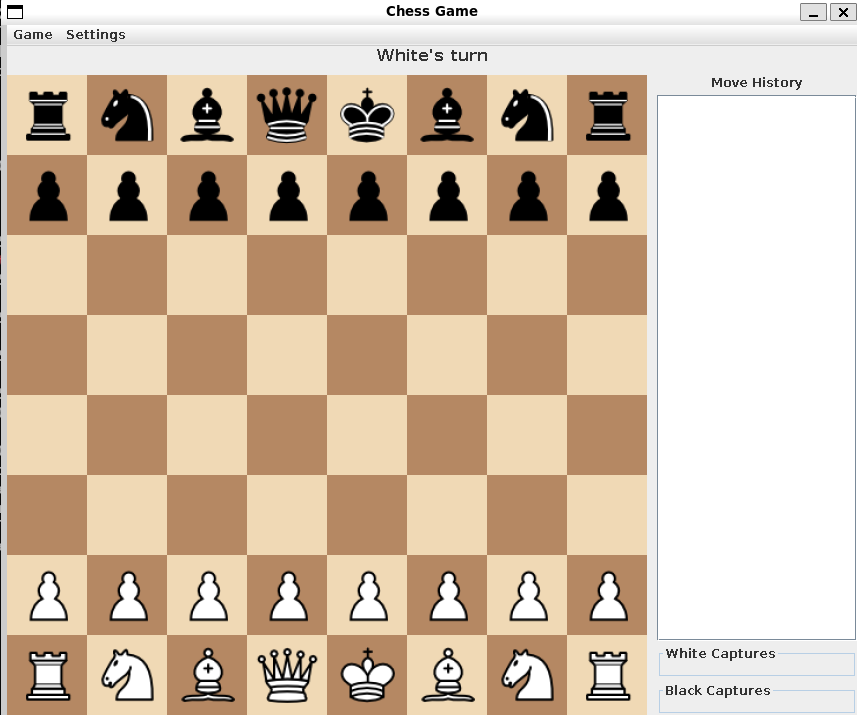 Chess Game
Game Settings
White's turn
Move History
White Captures
Black Captures